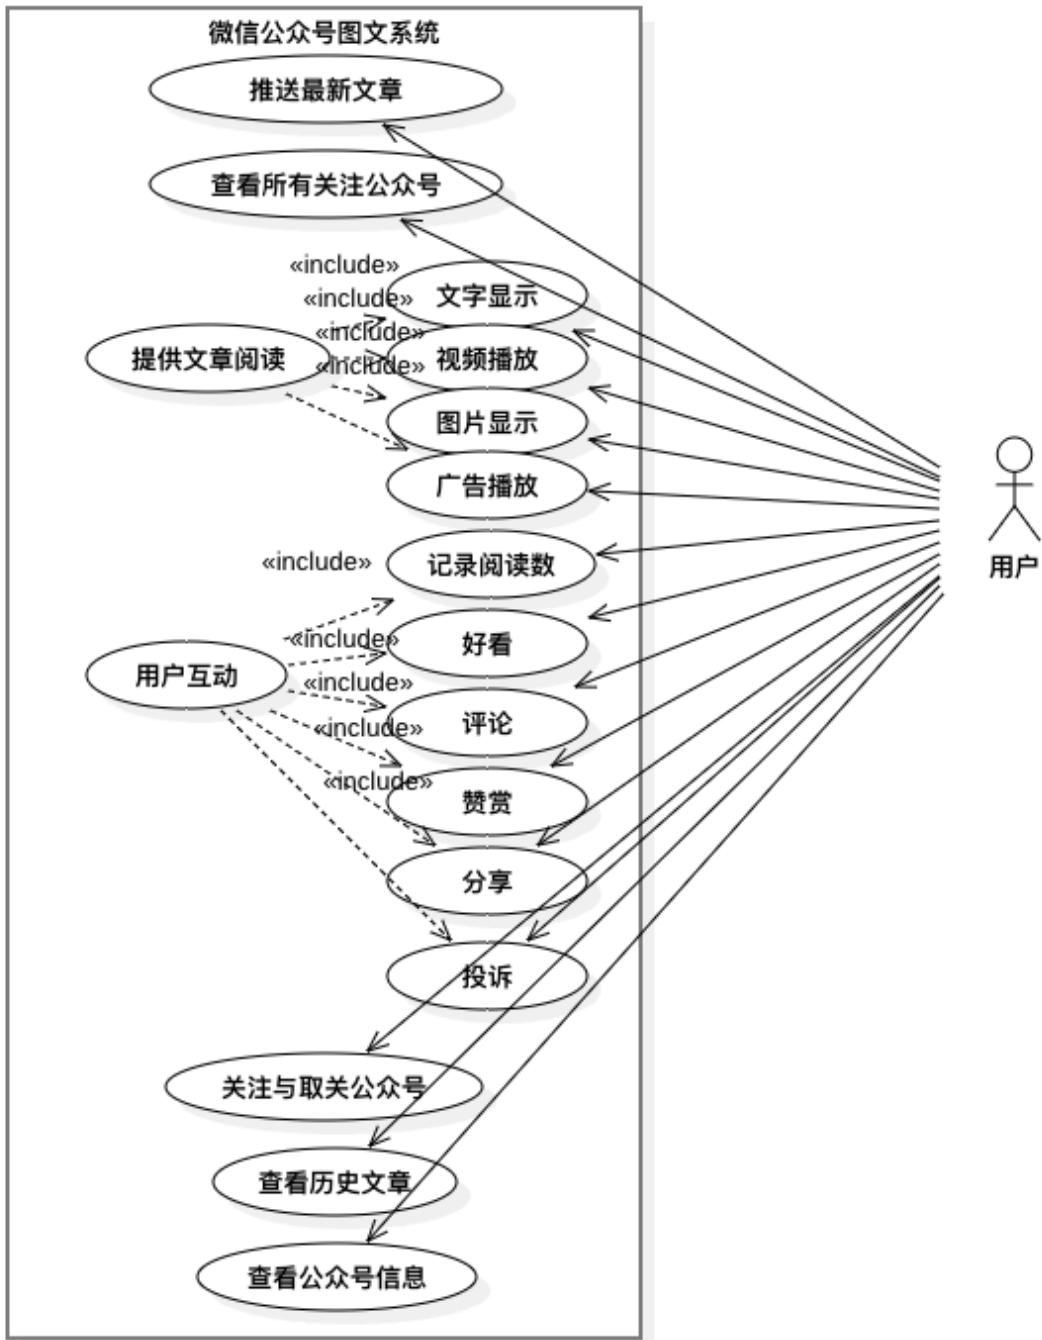 微信公众号图文系统
推送最新文章
查看所有关注公众号
«include»
文字显示
«include»
«include»
提供文章阅读
视频播放
«include»
图片显示
广告播放
用户
«include»
记录阅读数
«include»
好看
用户互动
«include»
评论
«include»
«include»
赞赏
分享
投诉
关注与取关公众号
查看历史文章
查看公众号信息